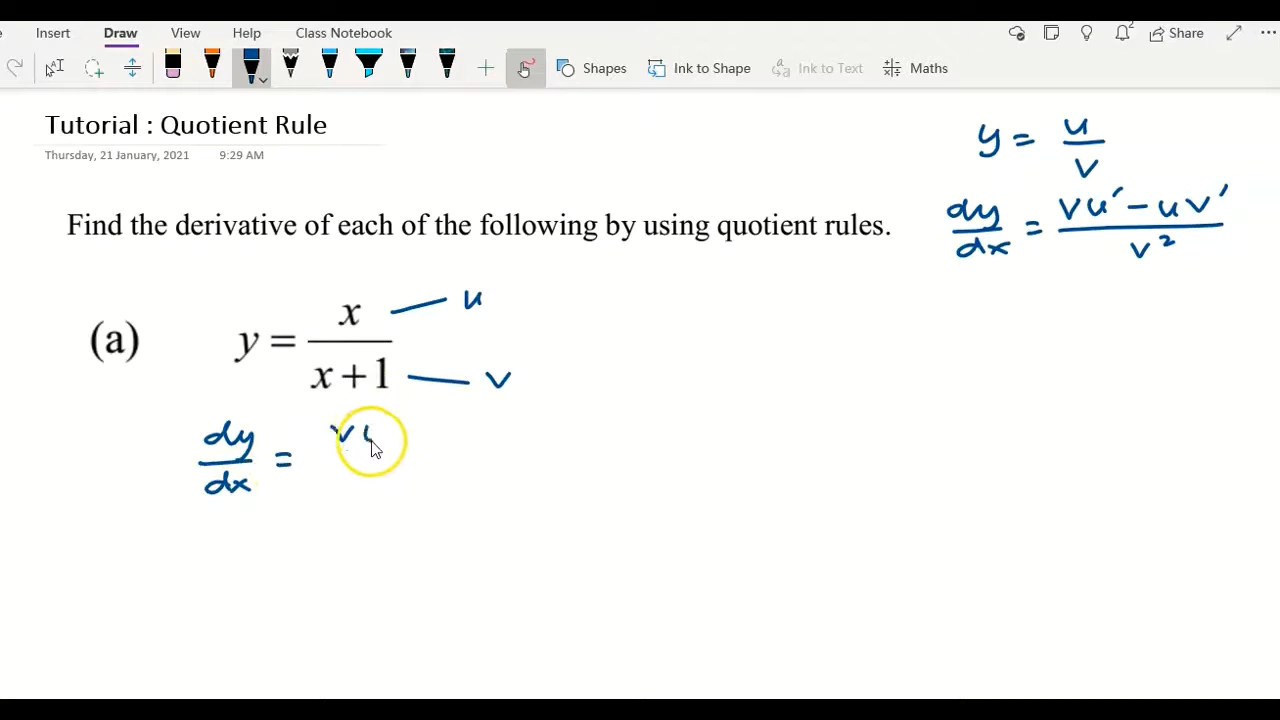 Insert Draw View Help Class Notebook 2 Share
Shapes Ink to Shape Ink to Text Maths
Tutorial : Quotient Rule
Thursday, 21 January, 2021 9:29 AM
y = u/v
Find the derivative of each of the following by using quotient rules.
dy/dx = (vu′ − uv′)/v²
(a) y = x/(x+1)
u
v
dy/dx = v